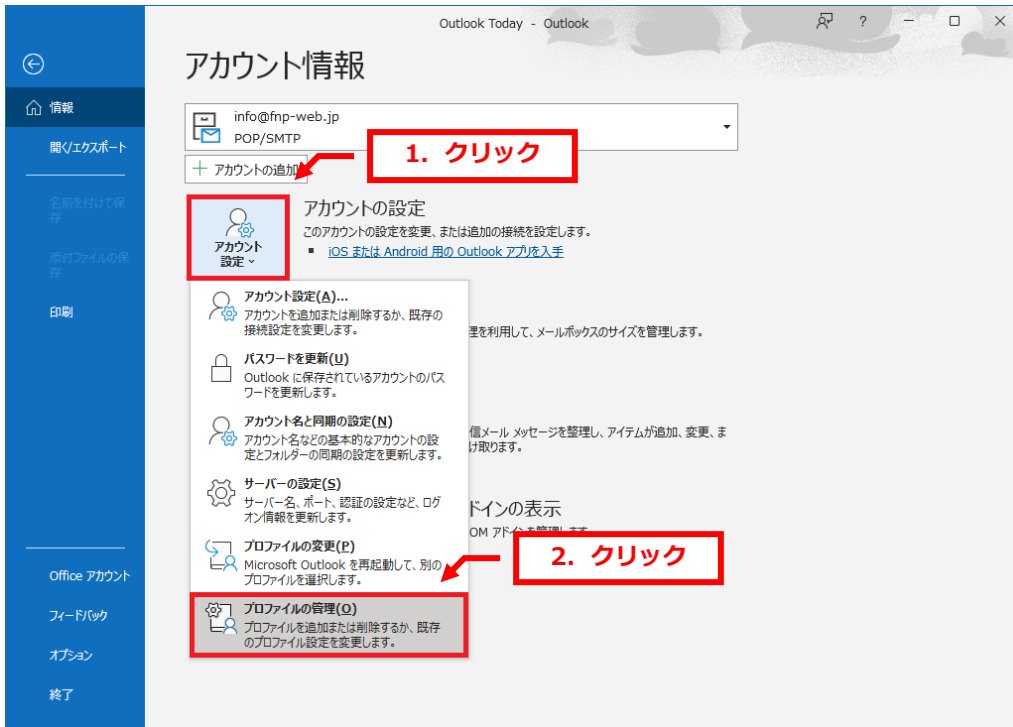 Outlook Today - Outlook
?
アカウント情報
情報
開く/エクスポート
名前を付けて保
存
添付ファイルの保
存
印刷
Office アカウント
フィードバック
オプション
終了
info@fnp-web.jp
POP/SMTP
アカウントの追加
1. クリック
アカウント
設定
アカウントの設定
このアカウントの設定を変更、または追加の接続を設定します。
iOS または Android 用の Outlook アプリを入手
アカウント設定(A)...
アカウントを追加または削除するか、既存の
接続設定を変更します。
パスワードを更新(U)
Outlook に保存されているアカウントのパス
ワードを更新します。
アカウント名と同期の設定(N)
アカウント名などの基本的なアカウントの設
定とフォルダーの同期の設定を更新します。
サーバーの設定(S)
サーバー名、ポート、認証の設定など、ログ
オン情報を更新します。
プロファイルの変更(P)
Microsoft Outlook を再起動して、別の
プロファイルを選択します。
プロファイルの管理(O)
プロファイルを追加または削除するか、既存
のプロファイル設定を変更します。
理を利用して、メールボックスのサイズを管理します。
信メール メッセージを整理し、アイテムが追加、変更、ま
け取ります。
ドインの表示
OM アドインを管理します
2. クリック